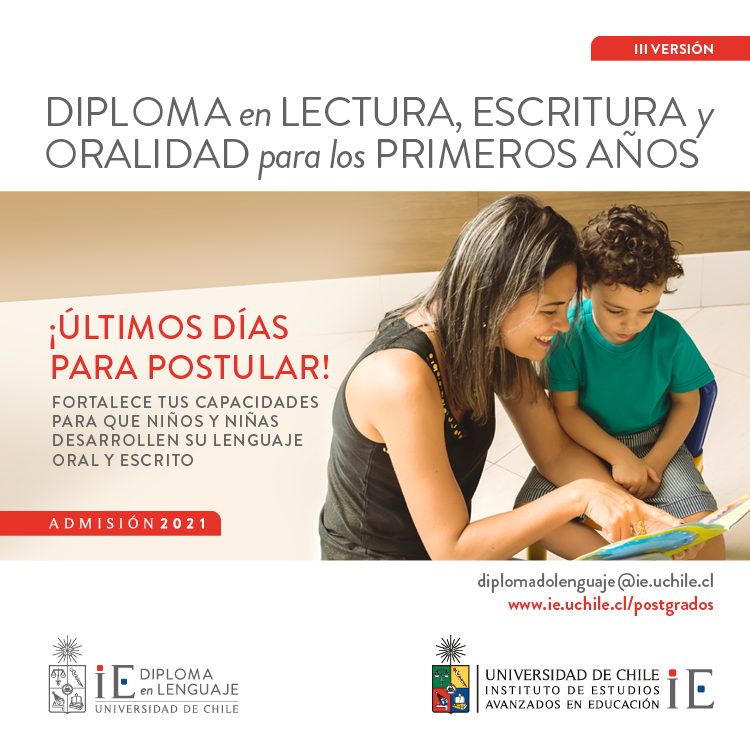 III VERSIÓN
DIPLOMA en LECTURA, ESCRITURA y
ORALIDAD para los PRIMEROS AÑOS
¡ÚLTIMOS DÍAS
PARA POSTULAR!
FORTALECE TUS CAPACIDADES
PARA QUE NIÑOS Y NIÑAS
DESARROLLEN SU LENGUAJE
ORAL Y ESCRITO
ADMISIÓN 2021
diplomadolenguaje@ie.uchile.cl
www.ie.uchile.cl/postgrados
iE DIPLOMA
en LENGUAJE
UNIVERSIDAD DE CHILE
UNIVERSIDAD DE CHILE
INSTITUTO DE ESTUDIOS
AVANZADOS EN EDUCACIÓN
iE